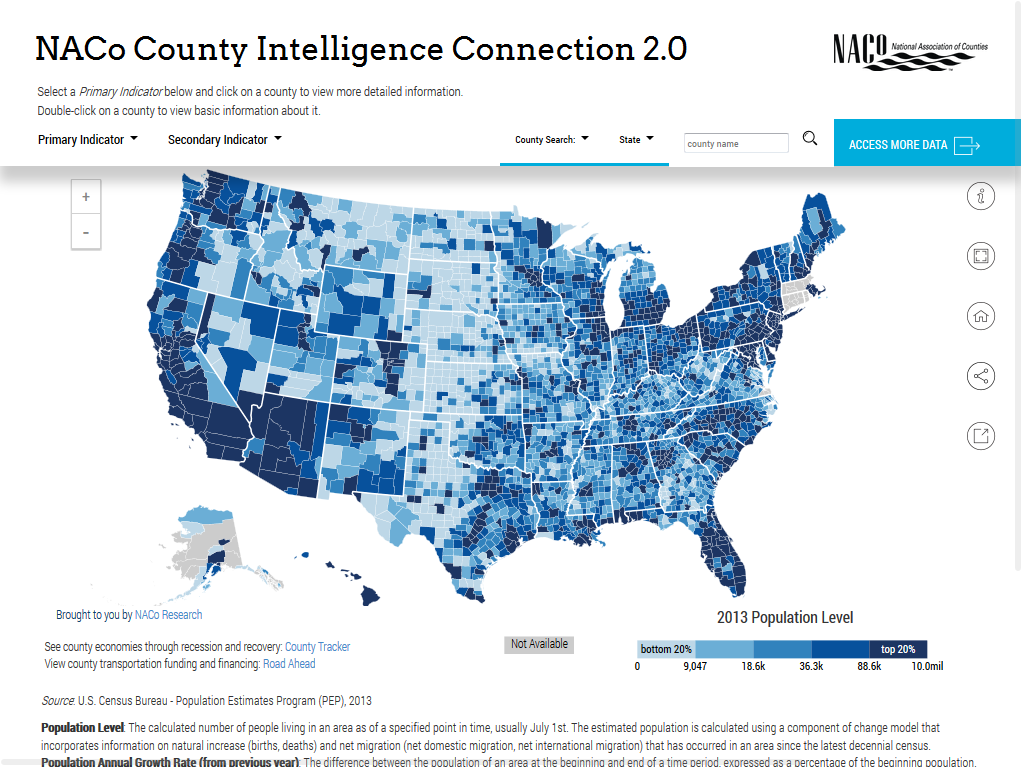 NACo County Intelligence Connection 2.0
NACO National Association of Counties
Select a Primary Indicator below and click on a county to view more detailed information.
Double-click on a county to view basic information about it.
Primary Indicator
Secondary Indicator
County Search:
State
county name
ACCESS MORE DATA
+
-
Brought to you by NACo Research
See county economies through recession and recovery: County Tracker
View county transportation funding and financing: Road Ahead
Not Available
2013 Population Level
bottom 20% top 20%
0 9,047 18.6k 36.3k 88.6k 10.0mil
Source: U.S. Census Bureau - Population Estimates Program (PEP), 2013
Population Level: The calculated number of people living in an area as of a specified point in time, usually July 1st. The estimated population is calculated using a component of change model that
incorporates information on natural increase (births, deaths) and net migration (net domestic migration, net international migration) that has occurred in an area since the latest decennial census.
Population Annual Growth Rate (from previous year): The difference between the population of an area at the beginning and end of a time period, expressed as a percentage of the beginning population.